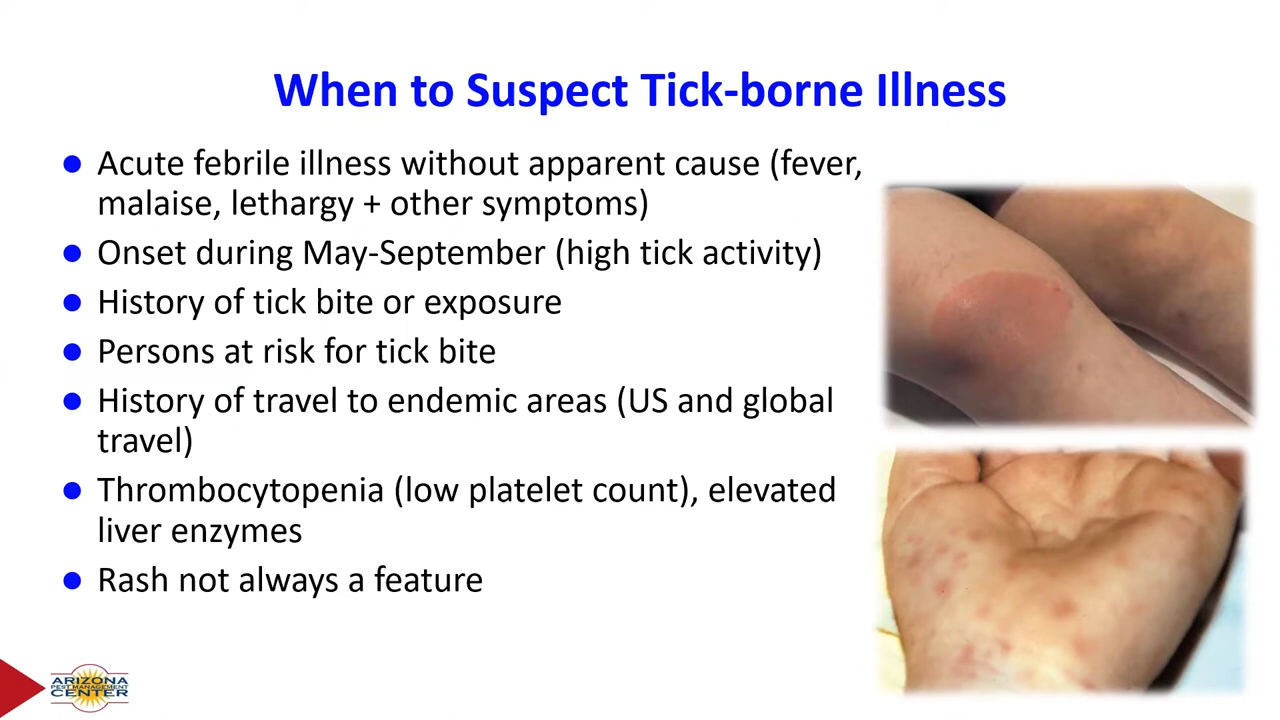 When to Suspect Tick-borne Illness
● Acute febrile illness without apparent cause (fever,
malaise, lethargy + other symptoms)
● Onset during May-September (high tick activity)
● History of tick bite or exposure
● Persons at risk for tick bite
● History of travel to endemic areas (US and global
travel)
● Thrombocytopenia (low platelet count), elevated
liver enzymes
● Rash not always a feature
ARIZONA
PEST MANAGEMENT
CENTER